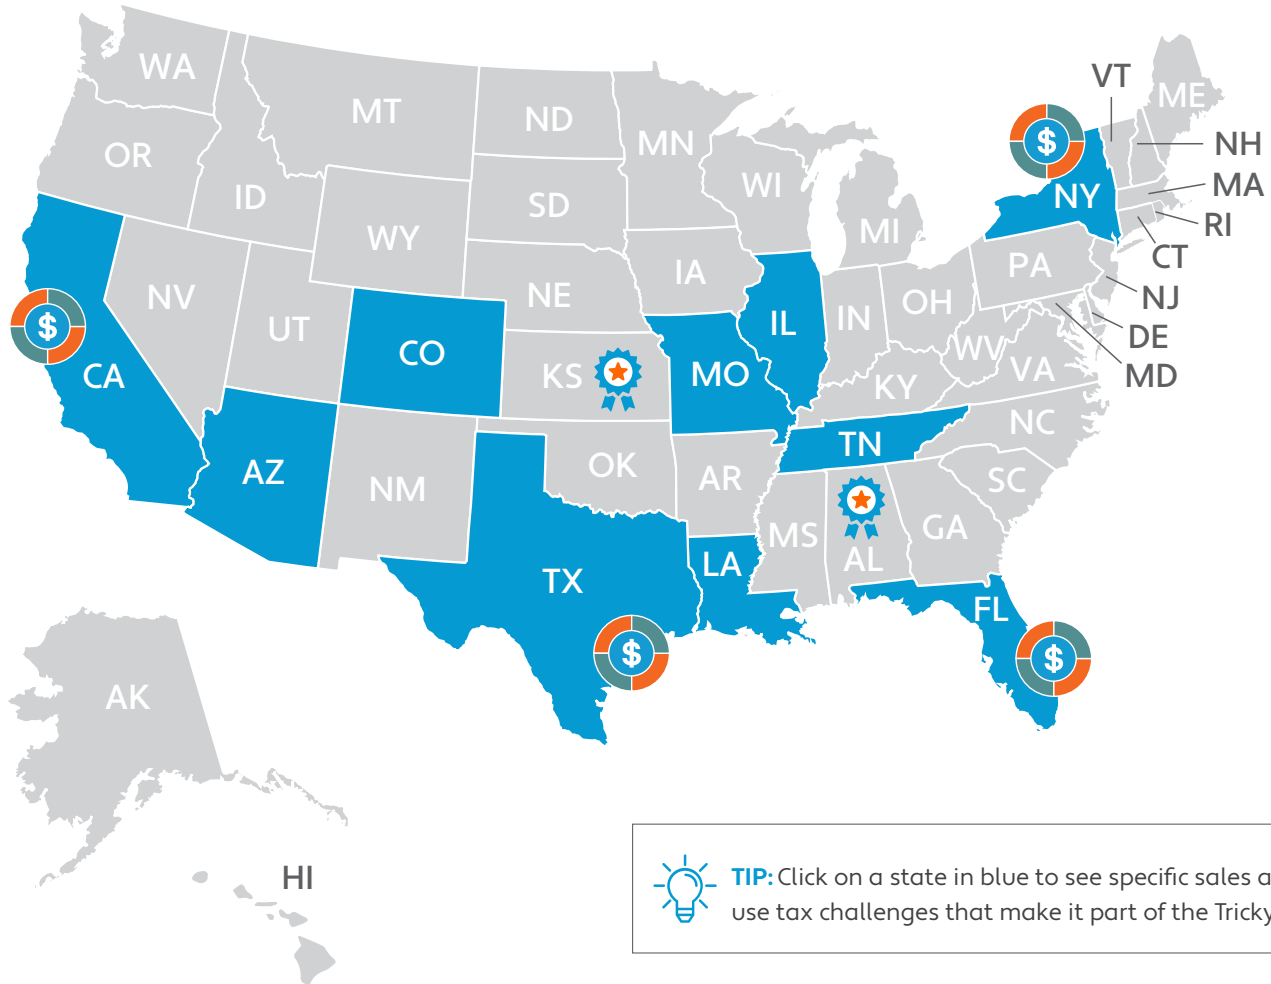 WA
MT
ND
MN
VT
ME
OR
ID
SD
WI
$
NH
NY
MA
WY
MI
RI
IA
PA
CT
NV
NE
OH
NJ
UT
IN
$
CO
IL
DE
CA
KS
MO
WV
VA
MD
KY
NC
TN
AZ
OK
AR
SC
NM
MS
GA
AL
TX
LA
FL
$
$
AK
HI
TIP: Click on a state in blue to see specific sales a
use tax challenges that make it part of the Tricky